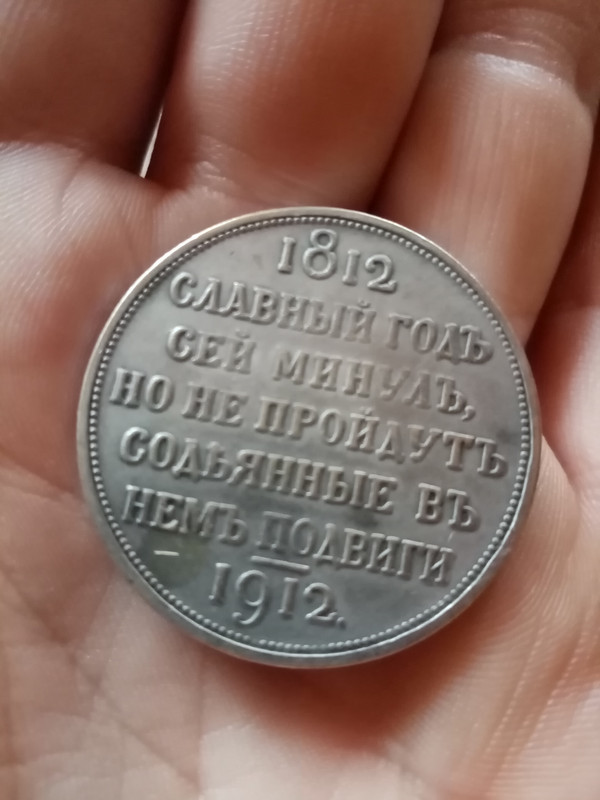 1812
СЛАВНЫЙ ГОДЪ
СЕЙ МИНУЛЪ,
НО НЕ ПРОЙДУТЪ
СОДѢЯННЫЕ ВЪ
НЕМЪ ПОДВИГИ
1912.